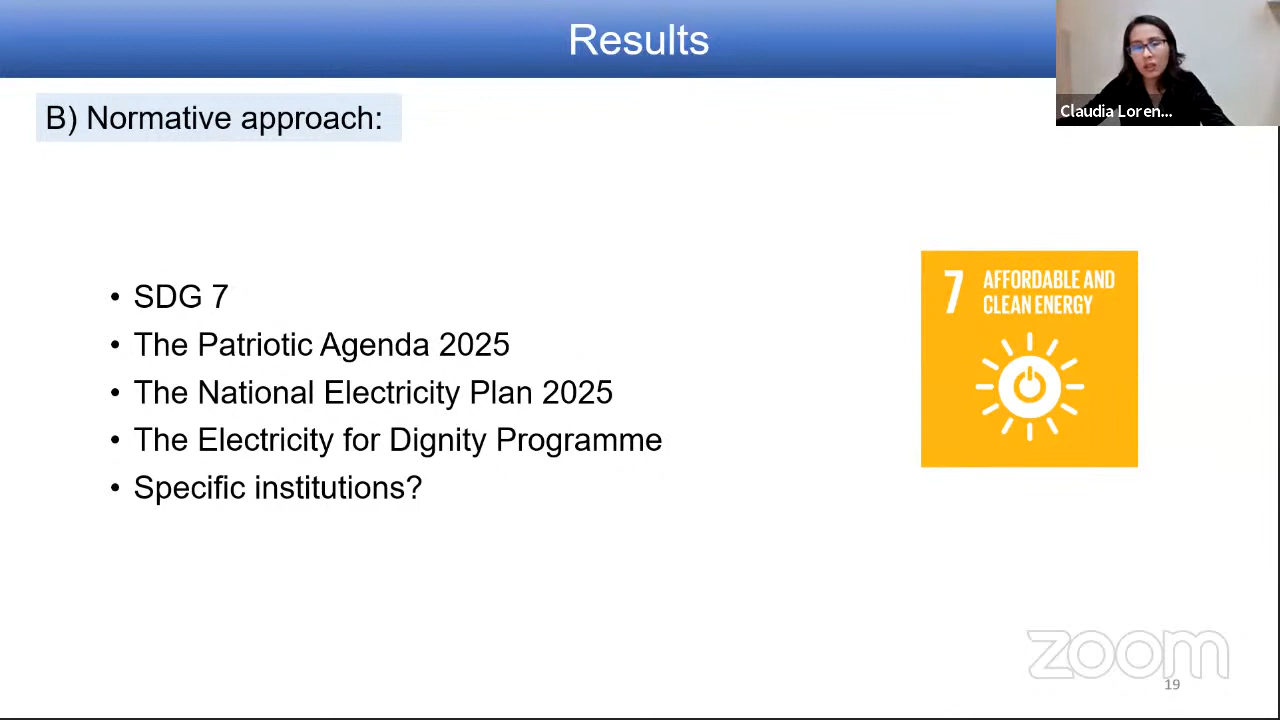 Results
Claudia Loren...
B) Normative approach:
• SDG 7
• The Patriotic Agenda 2025
• The National Electricity Plan 2025
• The Electricity for Dignity Programme
• Specific institutions?
7 AFFORDABLE AND
CLEAN ENERGY
zoom
19